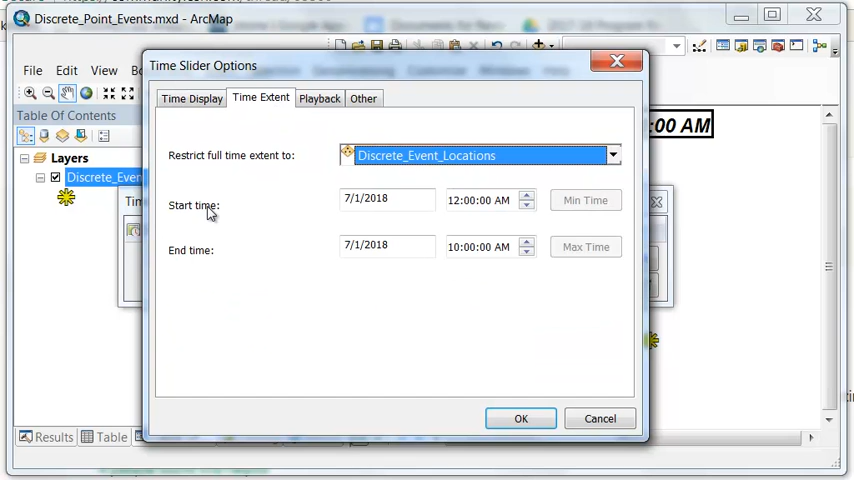 Discrete_Point_Events.mxd - ArcMap
File Edit View
Table Of Contents
Layers
Discrete_Even
:00 AM
Time Slider Options
Time Display Time Extent Playback Other
Restrict full time extent to: Discrete_Event_Locations
Start time: 7/1/2018 12:00:00 AM Min Time
End time: 7/1/2018 10:00:00 AM Max Time
OK Cancel
Results Table